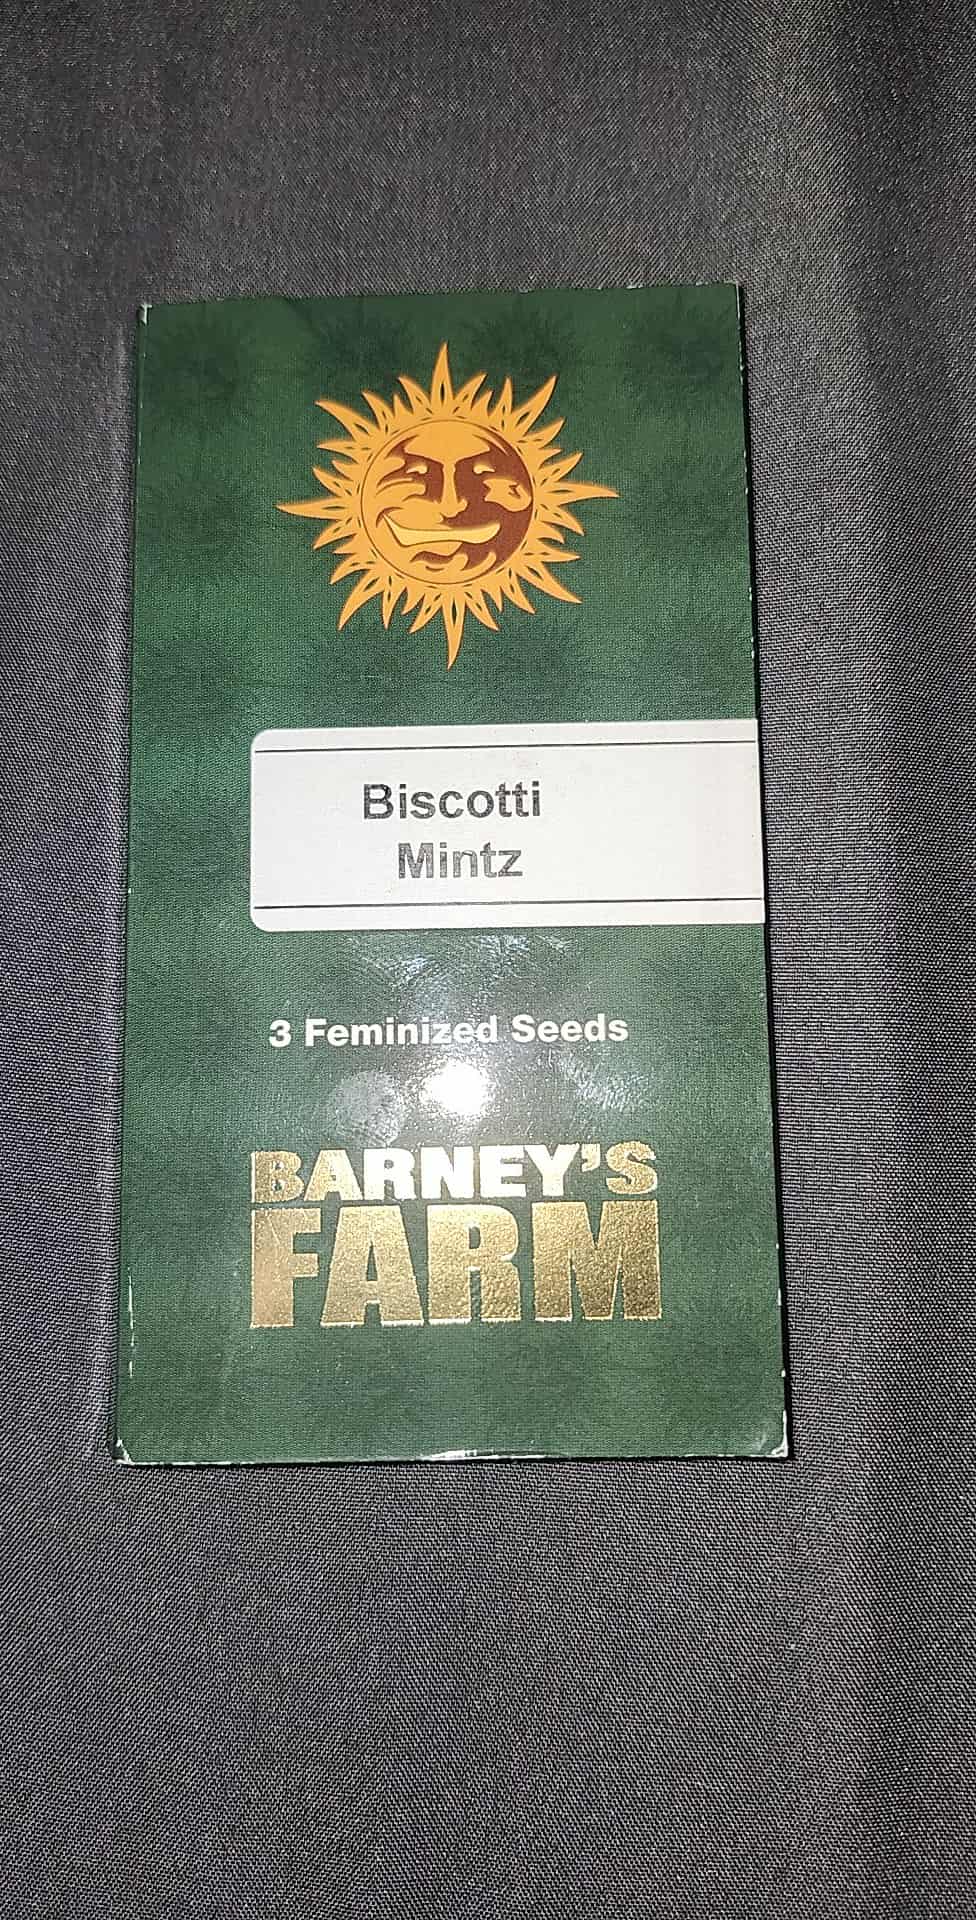 Biscotti
Mintz
3 Feminized Seeds
BARNEY'S
FARM